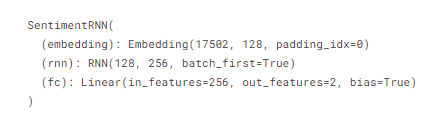 SentimentRNN(
  (embedding): Embedding(17502, 128, padding_idx=0)
  (rnn): RNN(128, 256, batch_first=True)
  (fc): Linear(in_features=256, out_features=2, bias=True)
)